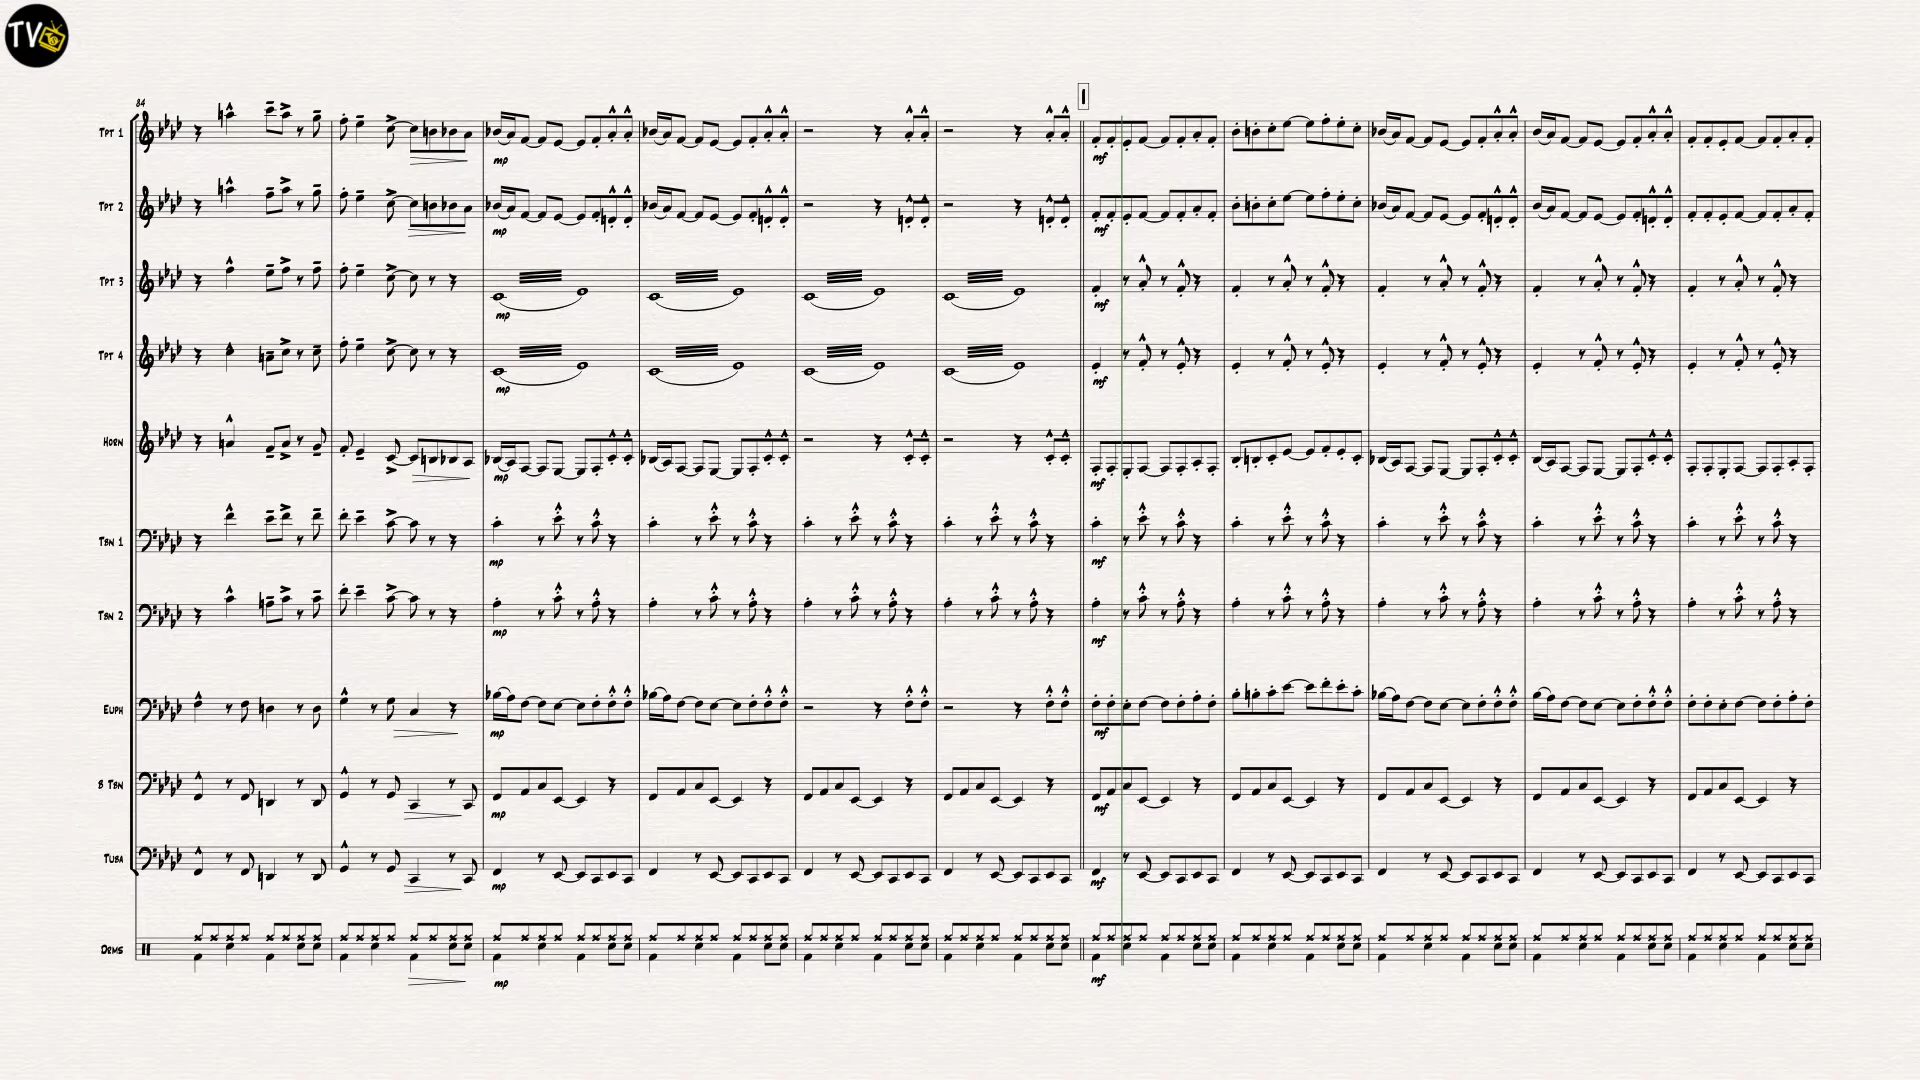 TV
84
I
TPT 1
mp
mf
TPT 2
mp
mf
TPT 3
mp
mf
TPT 4
mp
mf
HORN
mp
mf
TBN 1
mp
mf
TBN 2
mp
mf
EUPH
mp
mf
B TBN
mp
mf
TUBA
mp
mf
DRMS
mp
mf